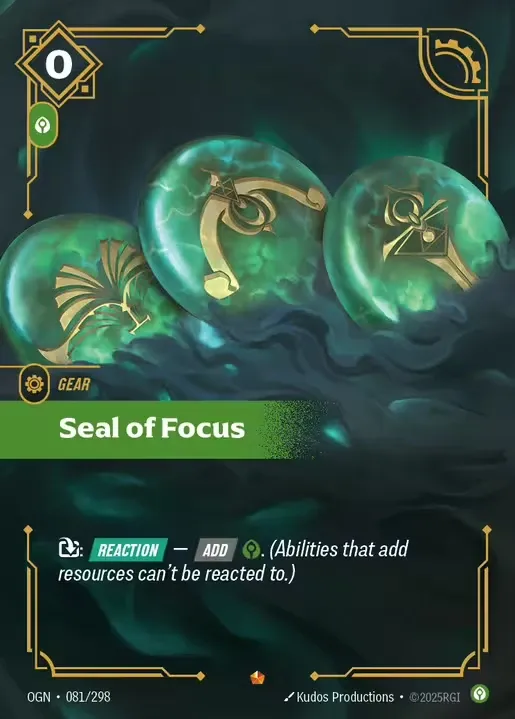 0
GEAR
Seal of Focus
: REACTION — ADD . (Abilities that add
resources can't be reacted to.)
OGN • 081/298
Kudos Productions • ©2025RGI